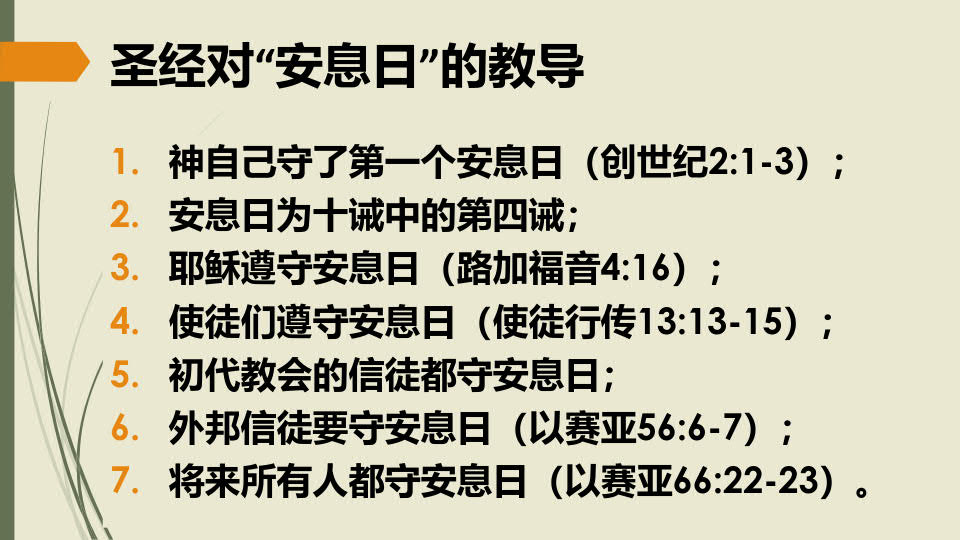 圣经对“安息日”的教导
1. 神自己守了第一个安息日（创世纪2:1-3）；
2. 安息日为十诫中的第四诫；
3. 耶稣遵守安息日（路加福音4:16）；
4. 使徒们遵守安息日（使徒行传13:13-15）；
5. 初代教会的信徒都守安息日；
6. 外邦信徒要守安息日（以赛亚56:6-7）；
7. 将来所有人都守安息日（以赛亚66:22-23）。